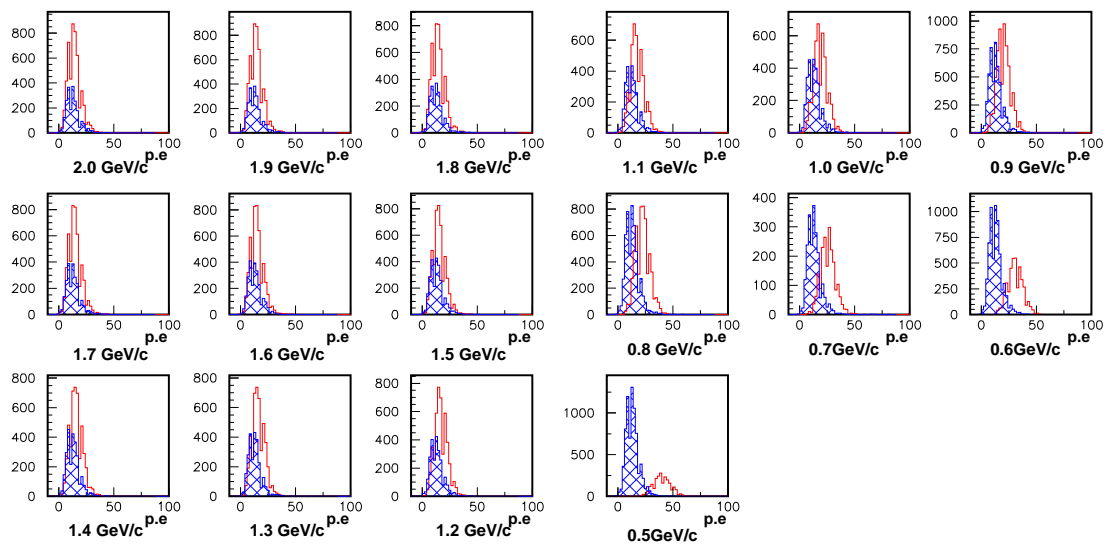 800
600
400
200
0
0 50 100
p.e
2.0 GeV/c
800
600
400
200
0
0 50 100
p.e
1.9 GeV/c
800
600
400
200
0
0 50 100
p.e
1.8 GeV/c
600
400
200
0
0 50 100
p.e
1.1 GeV/c
600
400
200
0
0 50 100
p.e
1.0 GeV/c
1000
750
500
250
0
0 50 100
p.e
0.9 GeV/c
800
600
400
200
0
0 50 100
p.e
1.7 GeV/c
800
600
400
200
0
0 50 100
p.e
1.6 GeV/c
800
600
400
200
0
0 50 100
p.e
1.5 GeV/c
800
600
400
200
0
0 50 100
p.e
0.8 GeV/c
400
300
200
100
0
0 50 100
p.e
0.7GeV/c
1000
750
500
250
0
0 50 100
p.e
0.6GeV/c
800
600
400
200
0
0 50 100
p.e
1.4 GeV/c
800
600
400
200
0
0 50 100
p.e
1.3 GeV/c
800
600
400
200
0
0 50 100
p.e
1.2 GeV/c
1000
500
0
0 50 100
p.e
0.5GeV/c